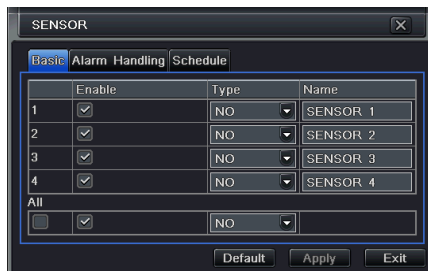 SENSOR
Basic Alarm Handling Schedule
Enable Type Name
1 NO SENSOR 1
2 NO SENSOR 2
3 NO SENSOR 3
4 NO SENSOR 4
All
NO
Default Apply Exit